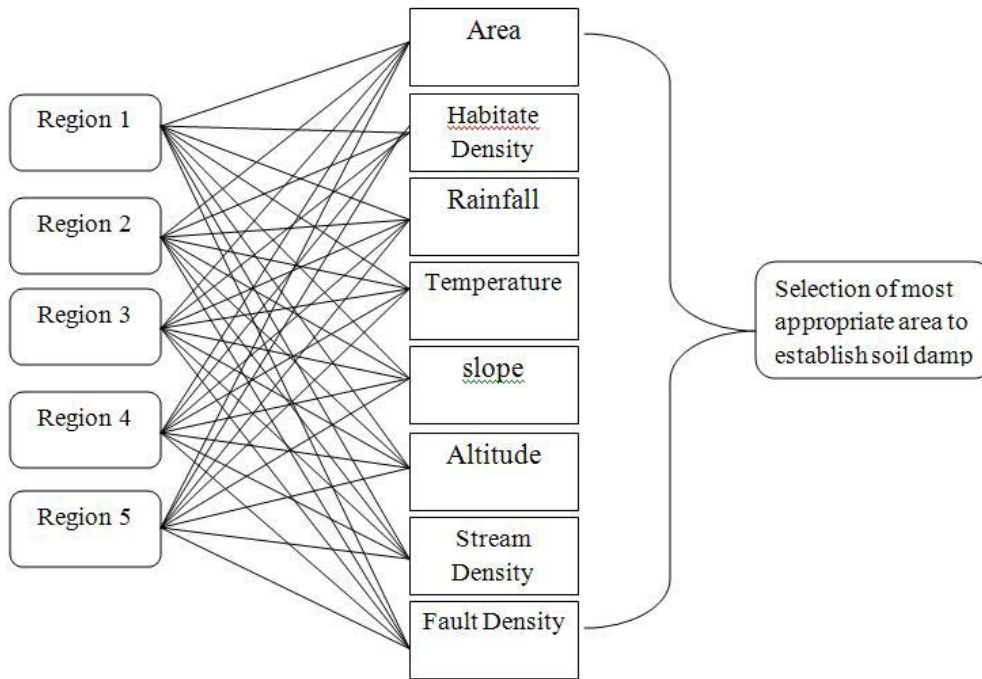 Region 1
Region 2
Region 3
Region 4
Region 5
Area
Habitate
Density
Rainfall
Temperature
slope
Altitude
Stream
Density
Fault Density
Selection of most
appropriate area to
establish soil damp